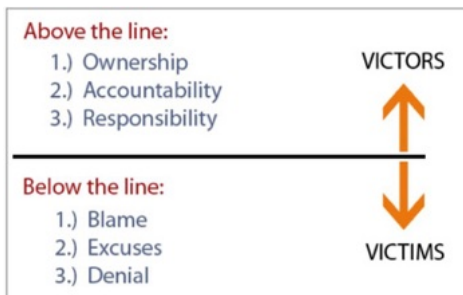 Above the line:
1.) Ownership
2.) Accountability
3.) Responsibility
VICTORS
Below the line:
1.) Blame
2.) Excuses
3.) Denial
VICTIMS